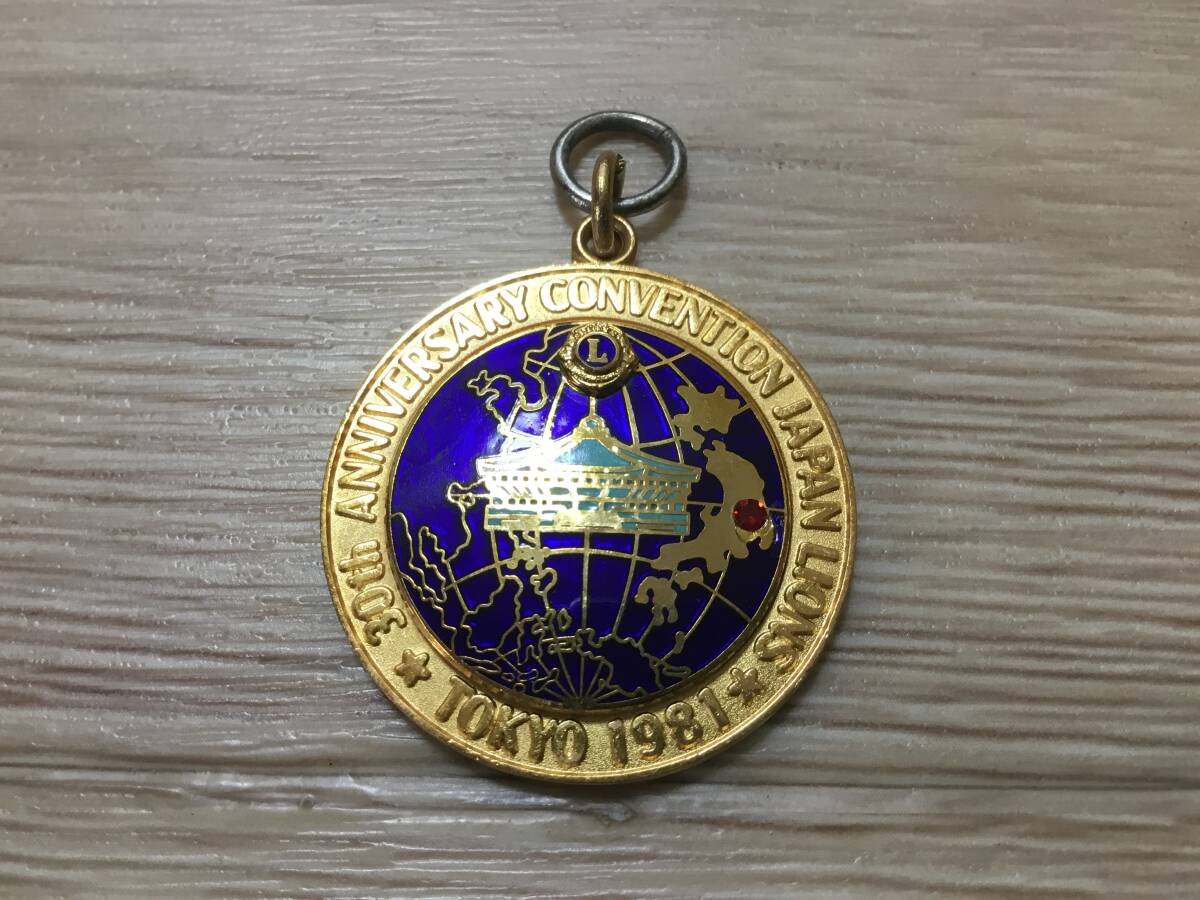 30th ANNIVERSARY CONVENTION JAPAN LIONS
TOKYO 1981
L